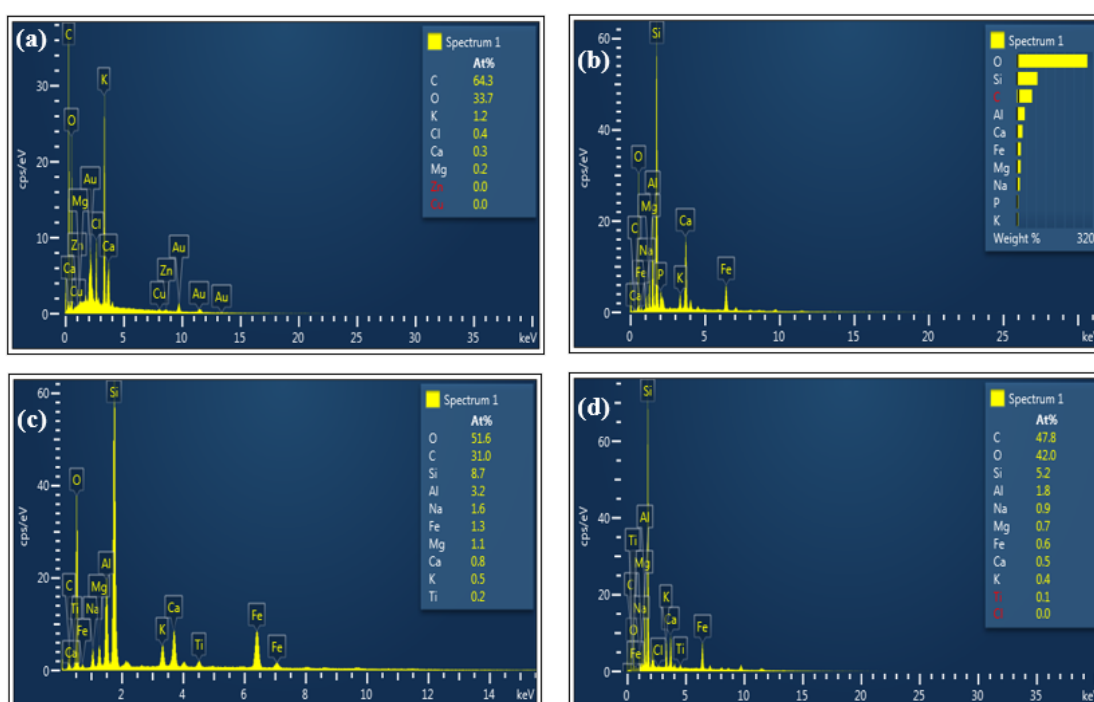 (a)
Spectrum 1
At%
C 64.3
O 33.7
K 1.2
Cl 0.4
Ca 0.3
Mg 0.2
Zn 0.0
Cu 0.0
cps/eV
30
20
10
0
C
O
K
Au
Mg
Cl
Zn
Ca
Ca
Cu
Au
Zn
Cu
Au
Au
0 5 10 15 20 25 30 35 keV
(b)
Spectrum 1
O
Si
C
Al
Ca
Fe
Mg
Na
P
K
Weight % 320
cps/eV
60
40
20
0
Si
O
Al
Mg
C
Ca
Na
Fe
P
K
Fe
Ca
0 5 10 15 20 25 keV
(c)
Spectrum 1
At%
O 51.6
C 31.0
Si 8.7
Al 3.2
Na 1.6
Fe 1.3
Mg 1.1
Ca 0.8
K 0.5
Ti 0.2
cps/eV
60
40
20
0
Si
O
C
Mg
Al
Ti
Na
Ca
Fe
Fe
K
Ti
Fe
Ca
2 4 6 8 10 12 14 keV
(d)
Spectrum 1
At%
C 47.8
O 42.0
Si 5.2
Al 1.8
Na 0.9
Mg 0.7
Fe 0.6
Ca 0.5
K 0.4
Ti 0.1
0.0
cps/eV
60
40
20
0
Si
Al
Ti
Mg
C
Na
K
O
Ca
Fe
Fe
Cl
Ti
0 5 10 15 20 25 30 35 keV